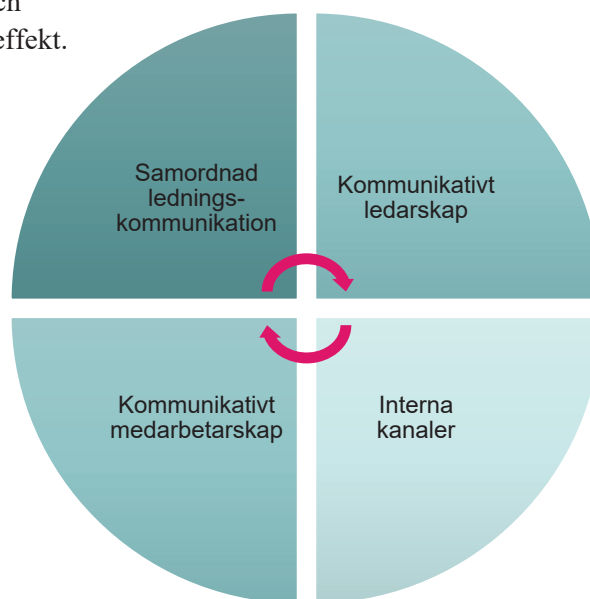 effekt.
Samordnad
lednings-
kommunikation
Kommunikativt
ledarskap
Kommunikativt
medarbetarskap
Interna
kanaler